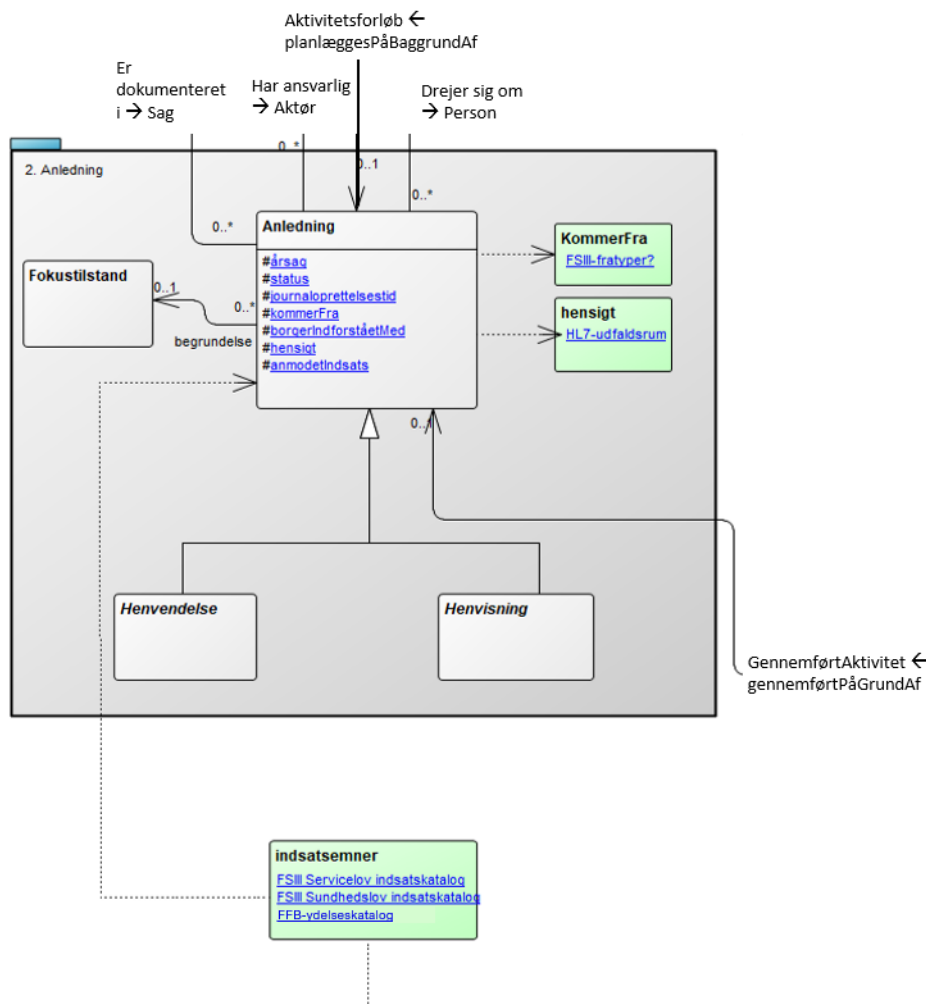 Aktivitetsforløb ←
planlæggesPåBaggrundAf
Er
dokumenteret
i → Sag
Har ansvarlig
→ Aktør
Drejer sig om
→ Person
0..*
0..1
0..*
2. Anledning
0..*
Anledning
#årsag
#status
#journaloprettelsestid
#kommerFra
#borgerIndforståetMed
#hensigt
#anmodetIndsats
KommerFra
FSIII-fratyper?
hensigt
HL7-udfaldsrum
Fokustilstand
0..1
0..*
begrundelse
0..1
Henvendelse
Henvisning
GennemførtAktivitet ←
gennemførtPåGrundAf
indsatsemner
FSIII Servicelov indsatskatalog
FSIII Sundhedslov indsatskatalog
FFB-ydelseskatalog